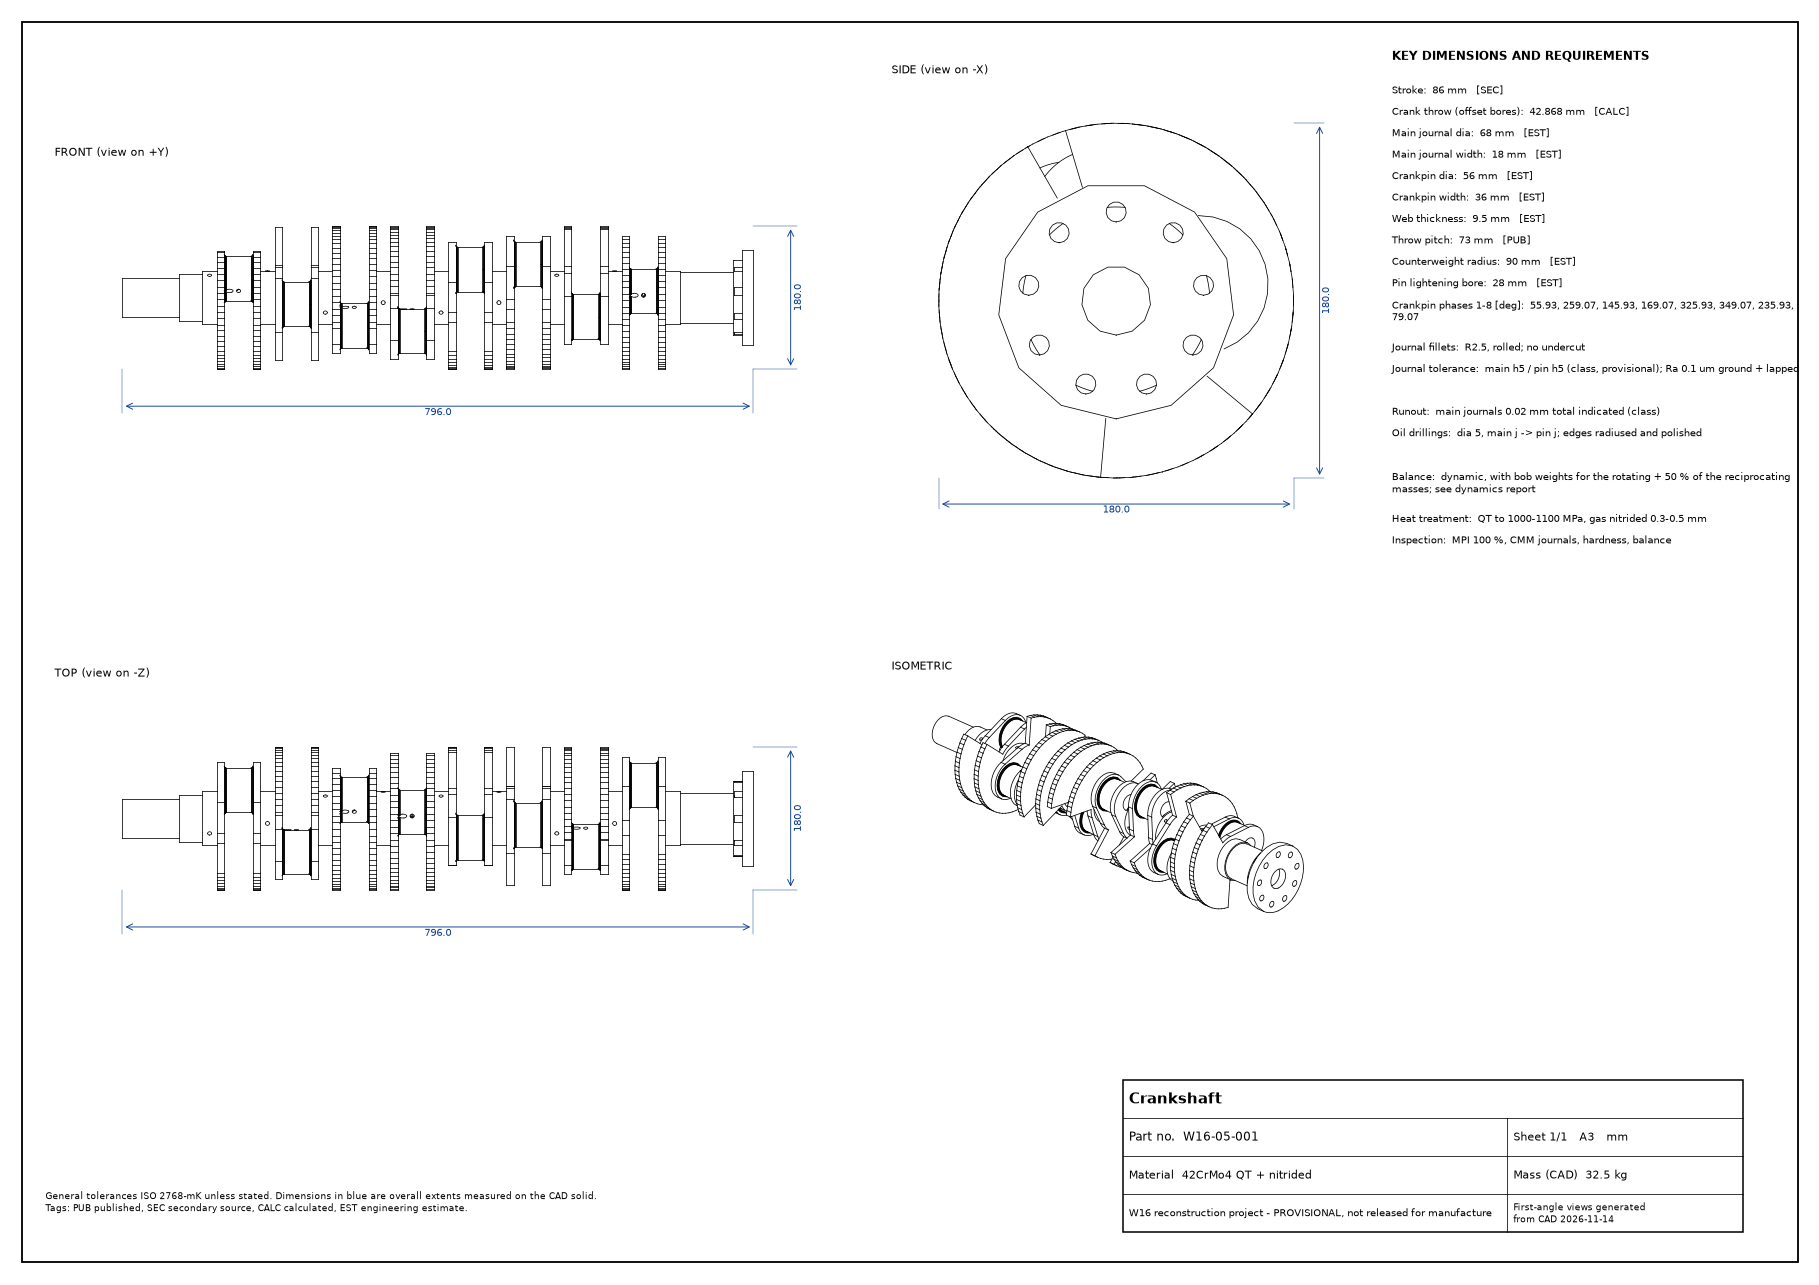 KEY DIMENSIONS AND REQUIREMENTS
SIDE (view on -X)
Stroke:  86 mm   [SEC]
Crank throw (offset bores):  42.868 mm   [CALC]
Main journal dia:  68 mm   [EST]
FRONT (view on +Y)
Main journal width:  18 mm   [EST]
Crankpin dia:  56 mm   [EST]
Crankpin width:  36 mm   [EST]
Web thickness:  9.5 mm   [EST]
Throw pitch:  73 mm   [PUB]
Counterweight radius:  90 mm   [EST]
Pin lightening bore:  28 mm   [EST]
Crankpin phases 1-8 [deg]:  55.93, 259.07, 145.93, 169.07, 325.93, 349.07, 235.93,
79.07
Journal fillets:  R2.5, rolled; no undercut
Journal tolerance:  main h5 / pin h5 (class, provisional); Ra 0.1 um ground + lapped
Runout:  main journals 0.02 mm total indicated (class)
Oil drillings:  dia 5, main j -> pin j; edges radiused and polished
Balance:  dynamic, with bob weights for the rotating + 50 % of the reciprocating
masses; see dynamics report
Heat treatment:  QT to 1000-1100 MPa, gas nitrided 0.3-0.5 mm
Inspection:  MPI 100 %, CMM journals, hardness, balance
180.0
796.0
180.0
180.0
TOP (view on -Z)
180.0
796.0
ISOMETRIC
Crankshaft
Part no.  W16-05-001
Sheet 1/1   A3   mm
Material  42CrMo4 QT + nitrided
Mass (CAD)  32.5 kg
W16 reconstruction project - PROVISIONAL, not released for manufacture
First-angle views generated
from CAD 2026-11-14
General tolerances ISO 2768-mK unless stated. Dimensions in blue are overall extents measured on the CAD solid.
Tags: PUB published, SEC secondary source, CALC calculated, EST engineering estimate.